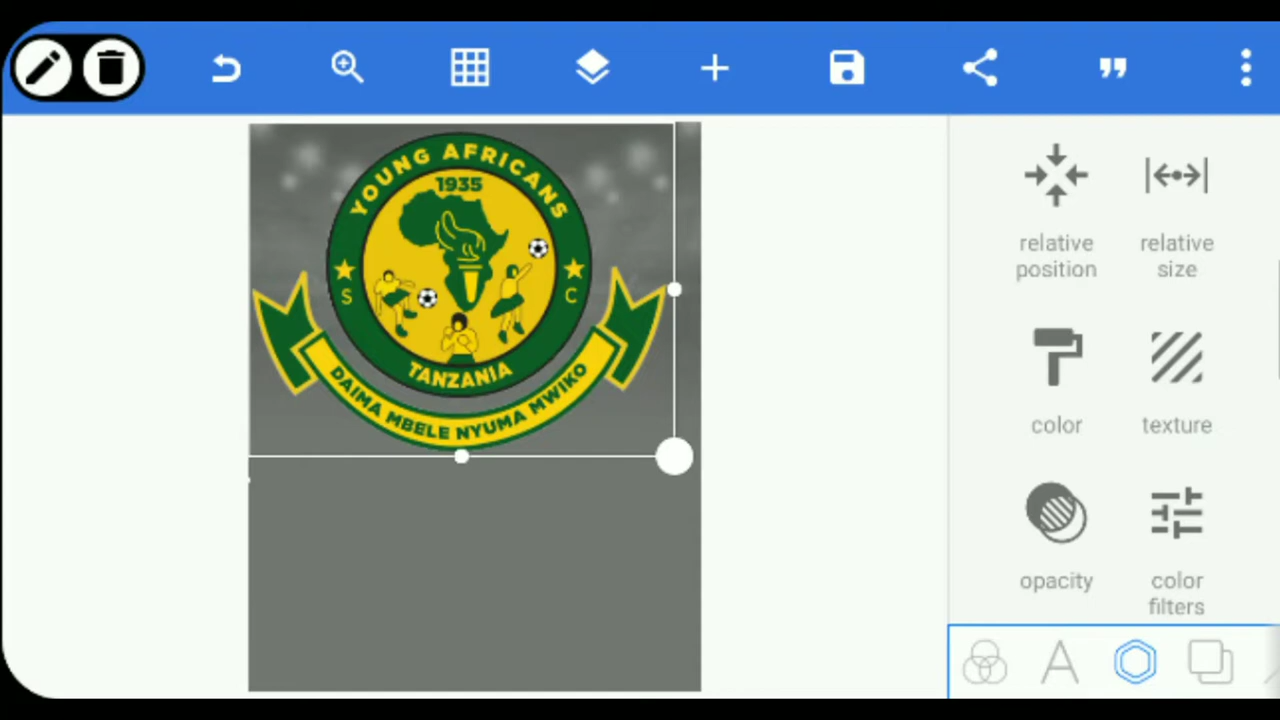 YOUNG AFRICANS
1935
S
C
TANZANIA
DAIMA MBELE NYUMA MWIKO
relative
position
relative
size
color
texture
opacity
color
filters
A